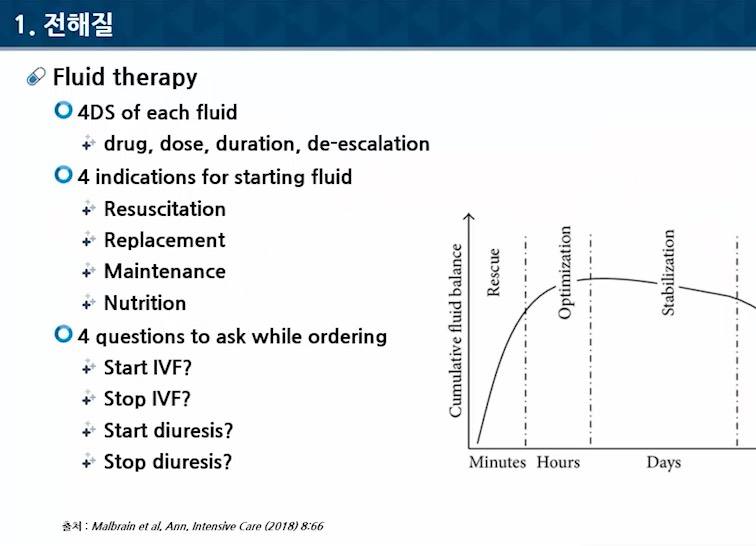 1. 전해질
Fluid therapy
4DS of each fluid
drug, dose, duration, de-escalation
4 indications for starting fluid
Resuscitation
Replacement
Maintenance
Nutrition
4 questions to ask while ordering
Start IVF?
Stop IVF?
Start diuresis?
Stop diuresis?
Cumulative fluid balance
Rescue
Optimization
Stabilization
Minutes
Hours
Days
출처 : Malbrain et al, Ann, Intensive Care (2018) 8:66